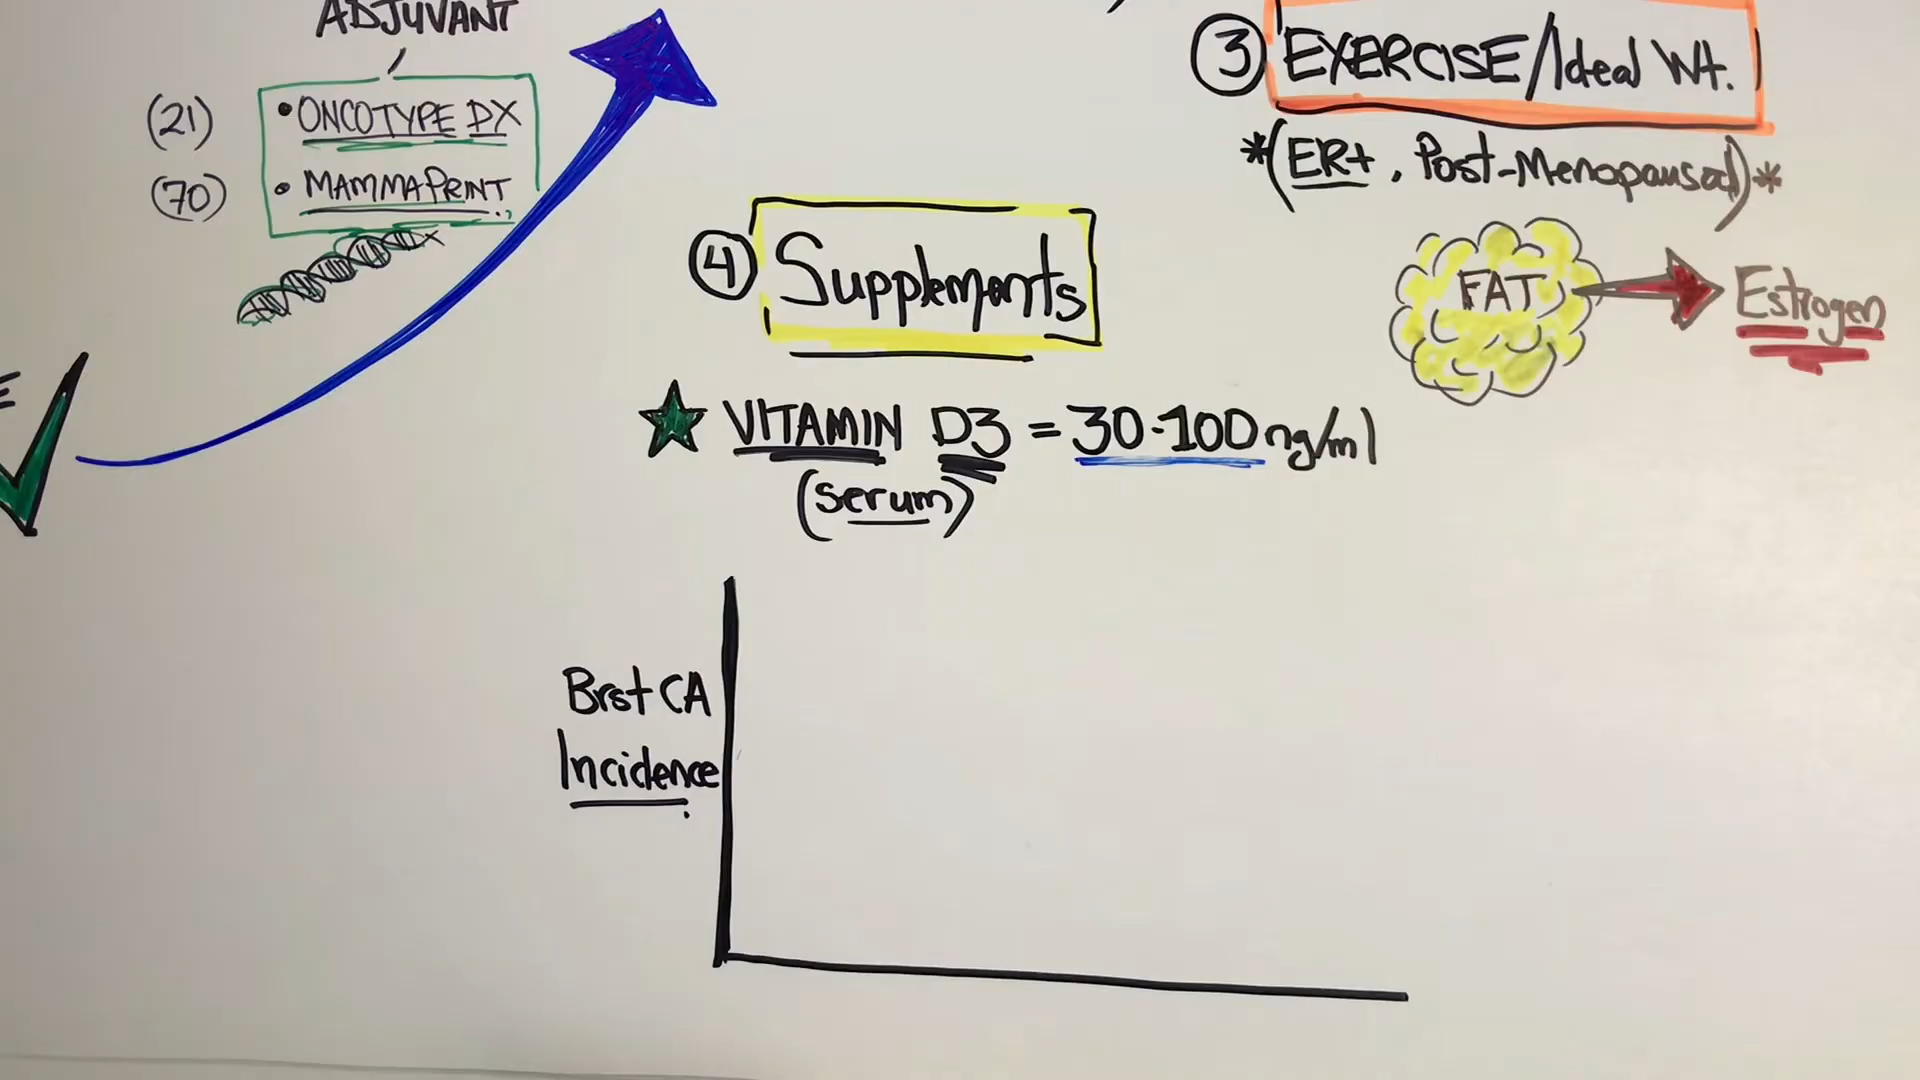 ADJUVANT
(21) • ONCOTYPE DX
(70) • MAMMAPRINT
③ EXERCISE/Ideal Wt.
*(ER+, Post-Menopausal)*
FAT
Estrogen
④ Supplements
VITAMIN D3 = 30-100 ng/ml
(serum)
Brst CA
Incidence